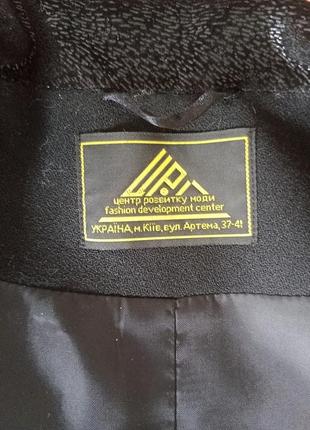 ЦРМ
центр розвитку моди
fashion development center
УКРАЇНА, м.Київ, вул. Артема, 37-41